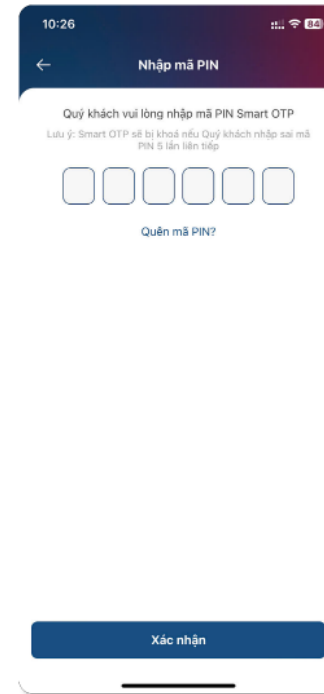 10:26
84
Nhập mã PIN
Quý khách vui lòng nhập mã PIN Smart OTP
Lưu ý: Smart OTP sẽ bị khoá nếu Quý khách nhập sai mã
PIN 5 lần liên tiếp
Quên mã PIN?
Xác nhận